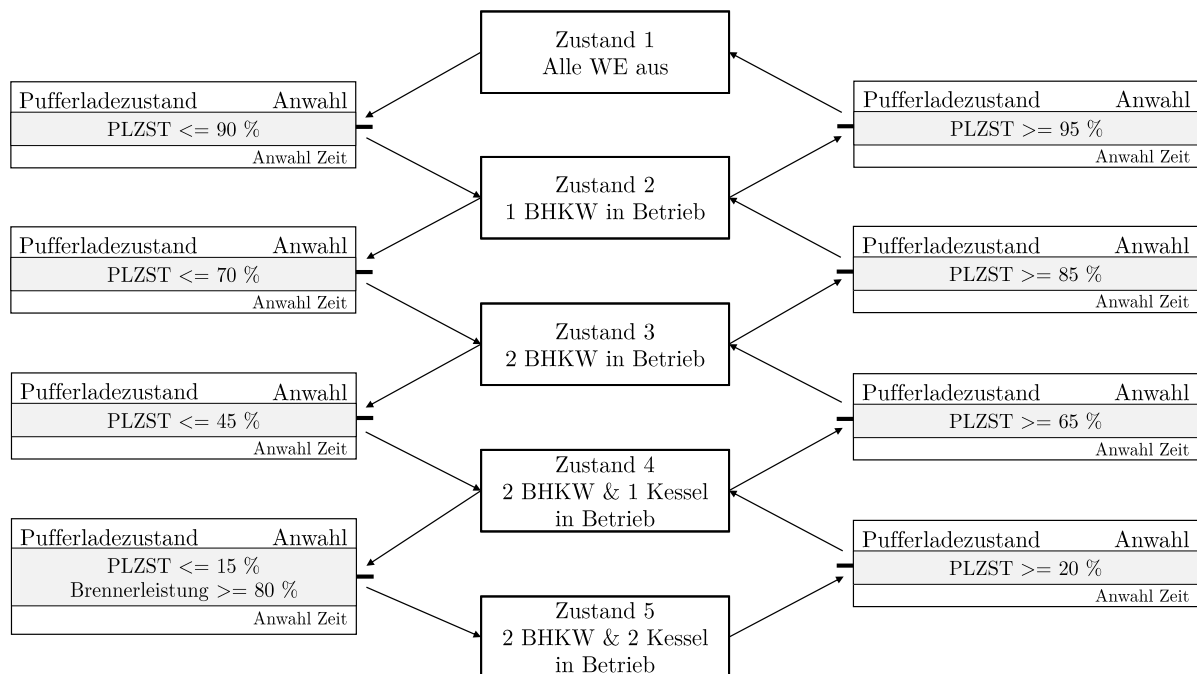 Zustand 1
Alle WE aus
Pufferladezustand Anwahl
PLZST <= 90 %
Anwahl Zeit
Pufferladezustand Anwahl
PLZST >= 95 %
Anwahl Zeit
Zustand 2
1 BHKW in Betrieb
Pufferladezustand Anwahl
PLZST <= 70 %
Anwahl Zeit
Pufferladezustand Anwahl
PLZST >= 85 %
Anwahl Zeit
Zustand 3
2 BHKW in Betrieb
Pufferladezustand Anwahl
PLZST <= 45 %
Anwahl Zeit
Pufferladezustand Anwahl
PLZST >= 65 %
Anwahl Zeit
Zustand 4
2 BHKW & 1 Kessel
in Betrieb
Pufferladezustand Anwahl
PLZST <= 15 %
Brennerleistung >= 80 %
Anwahl Zeit
Pufferladezustand Anwahl
PLZST >= 20 %
Anwahl Zeit
Zustand 5
2 BHKW & 2 Kessel
in Betrieb